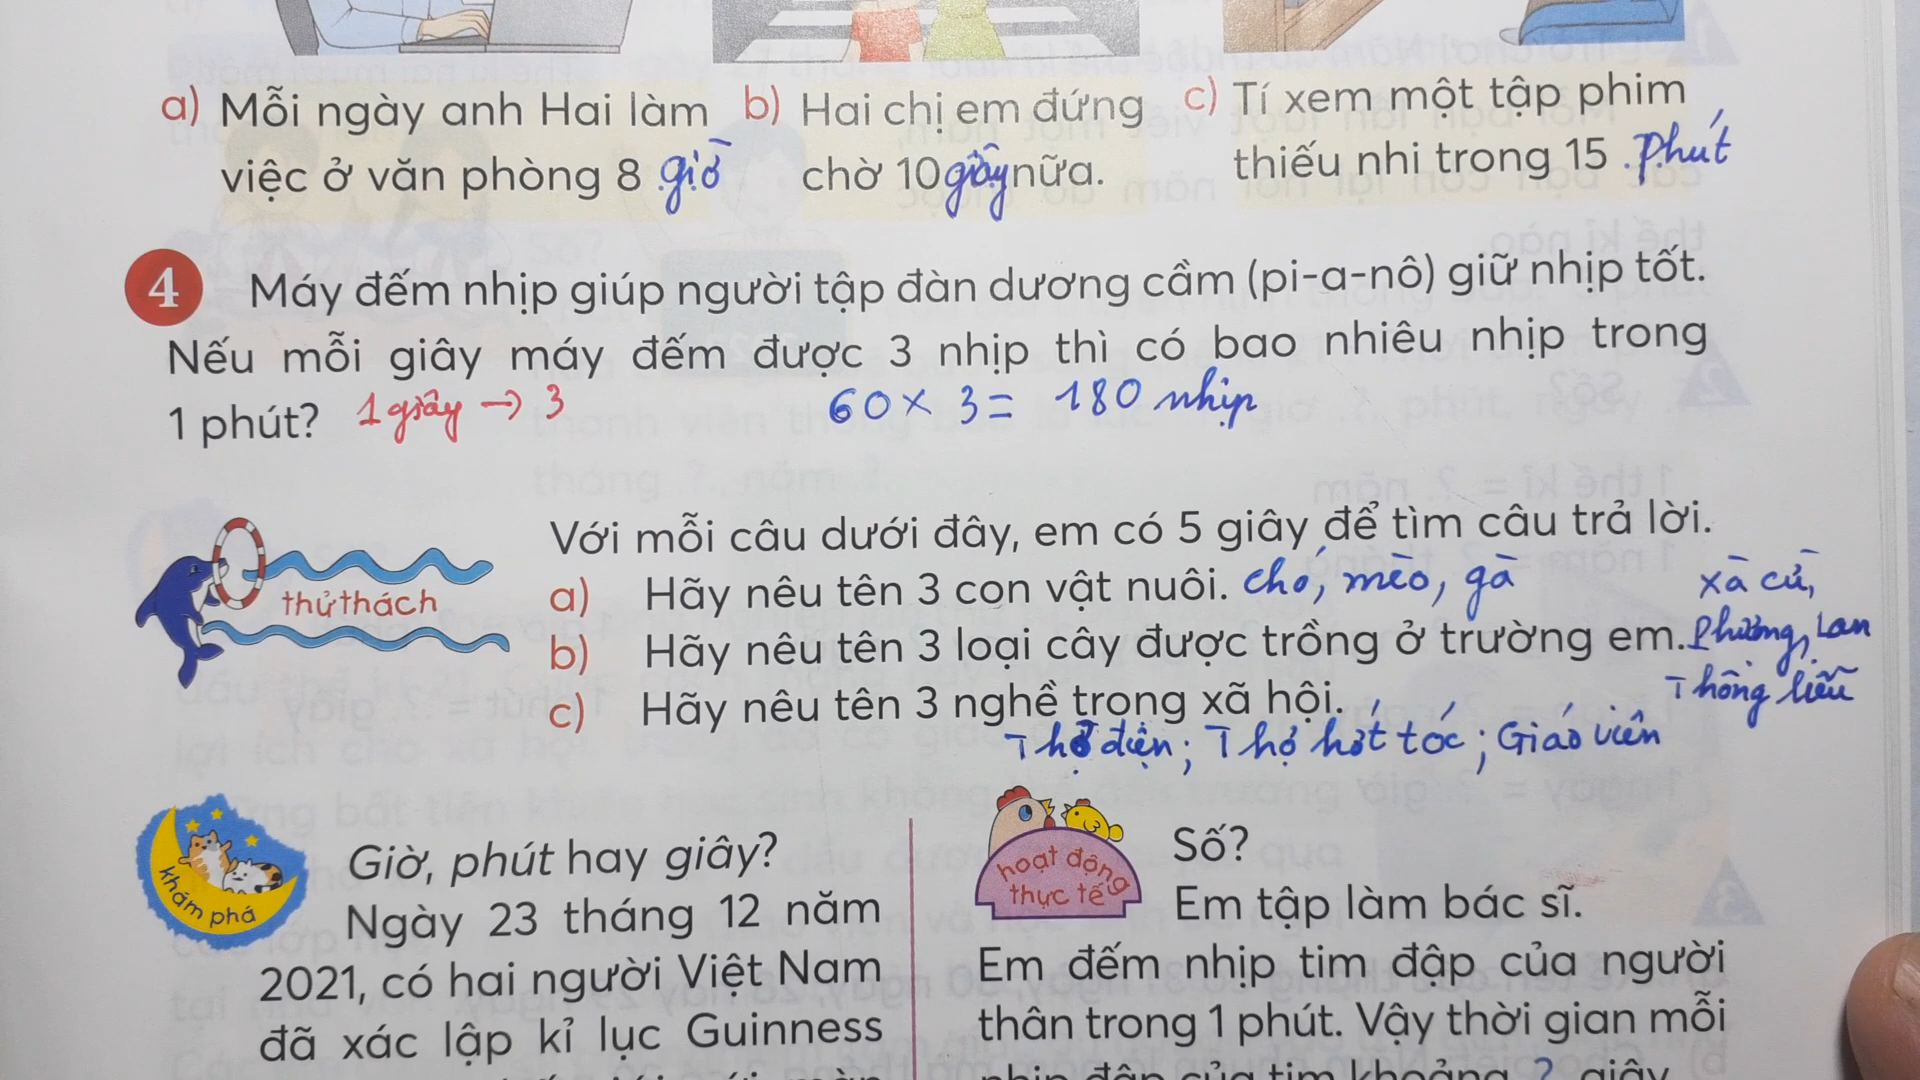 a) Mỗi ngày anh Hai làm
việc ở văn phòng 8 giờ
b) Hai chị em đứng
chờ 10 giây nữa.
c) Tí xem một tập phim
thiếu nhi trong 15 phút
4 Máy đếm nhịp giúp người tập đàn dương cầm (pi-a-nô) giữ nhịp tốt.
Nếu mỗi giây máy đếm được 3 nhịp thì có bao nhiêu nhịp trong
1 phút? 1 giây → 3 60 × 3 = 180 nhịp
thử thách
Với mỗi câu dưới đây, em có 5 giây để tìm câu trả lời.
a) Hãy nêu tên 3 con vật nuôi. chó, mèo, gà
b) Hãy nêu tên 3 loại cây được trồng ở trường em.
xà cừ,
Phượng, Lan
Thông liễu
c) Hãy nêu tên 3 nghề trong xã hội.
Thợ điện; Thợ hớt tóc; Giáo viên
khám phá
Giờ, phút hay giây?
Ngày 23 tháng 12 năm
2021, có hai người Việt Nam
đã xác lập kỉ lục Guinness
hoạt động
thực tế
Số?
Em tập làm bác sĩ.
Em đếm nhịp tim đập của người
thân trong 1 phút. Vậy thời gian mỗi
nhịp đập của tim khoảng ? giây